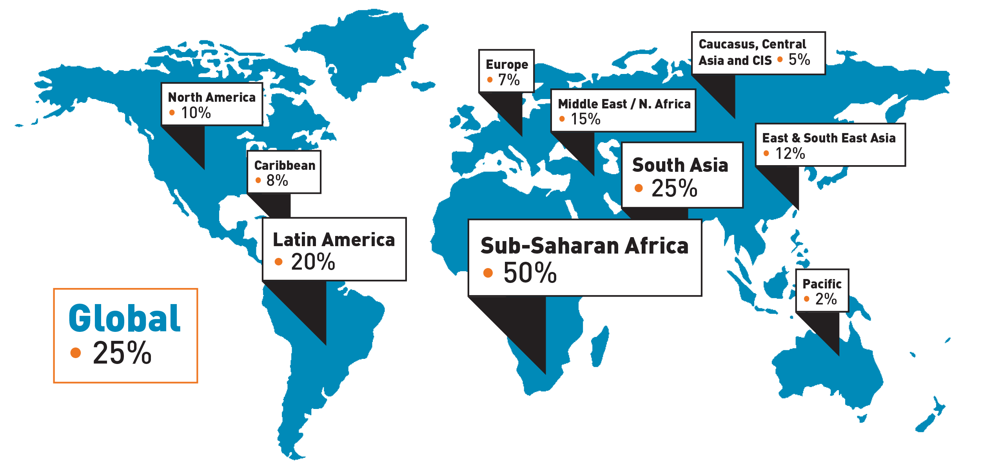 Caucasus, Central
Asia and CIS • 5%
Europe
• 7%
North America
• 10%
Middle East / N. Africa
• 15%
East & South East Asia
• 12%
Caribbean
• 8%
South Asia
• 25%
Latin America
• 20%
Sub-Saharan Africa
• 50%
Pacific
• 2%
Global
• 25%